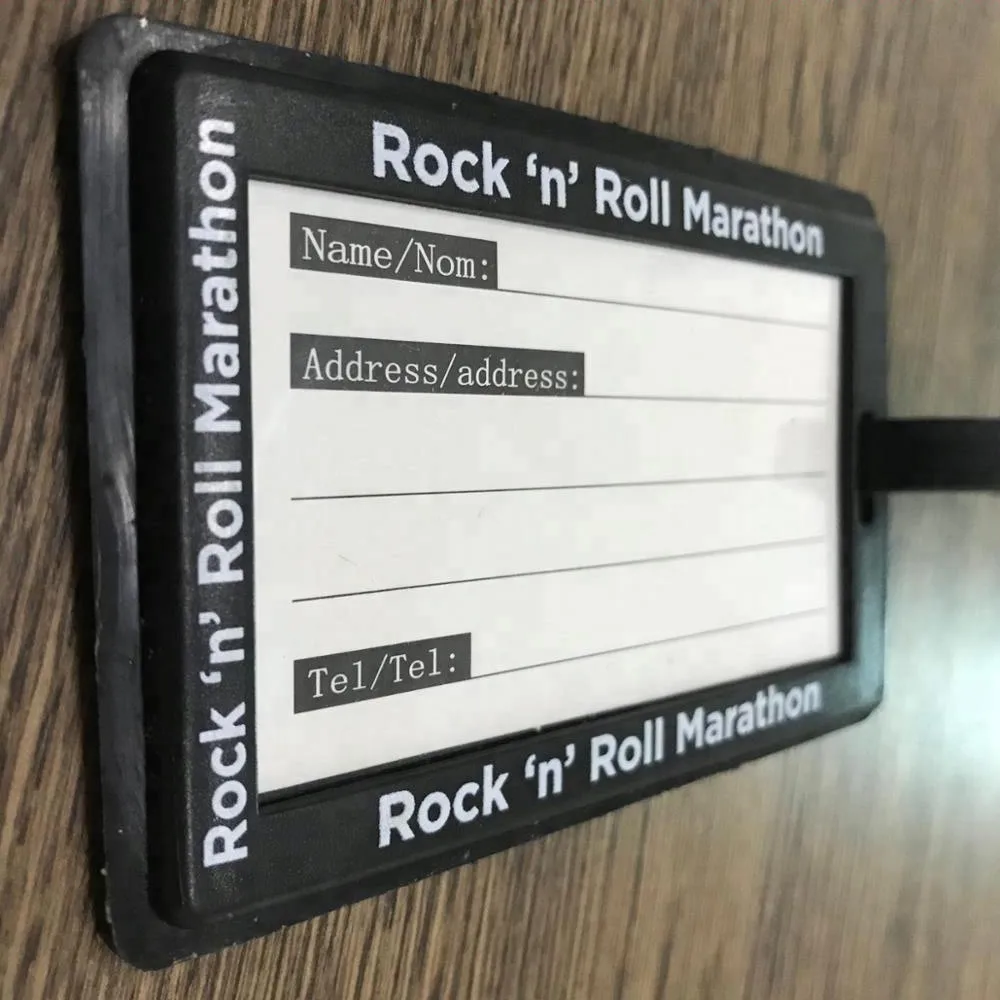 Rock ‘n’ Roll Marathon
Rock ‘n’ Roll Marathon
Name/Nom:
Address/address:
Tel/Tel:
Rock ‘n’ Roll Marathon